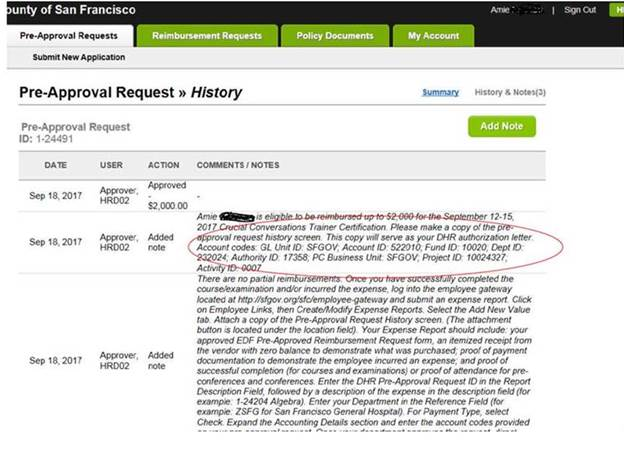 ounty of San Francisco
Amie | Sign Out
Pre-Approval Requests Reimbursement Requests Policy Documents My Account
Submit New Application
Pre-Approval Request » History
Summary History & Notes(3)
Pre-Approval Request
ID: 1-24491
Add Note
DATE USER ACTION COMMENTS / NOTES
Sep 18, 2017 Approver, HRD02 Approved - $2,000.00 -
Sep 18, 2017 Approver, HRD02 Added note
Amie is eligible to be reimbursed up to $2,000 for the September 12-15,
2017 Crucial Conversations Trainer Certification. Please make a copy of the pre-
approval request history screen. This copy will serve as your DHR authorization letter.
Account codes: GL Unit ID: SFGOV; Account ID: 522010; Fund ID: 10020; Dept ID:
232024; Authority ID: 17358; PC Business Unit: SFGOV; Project ID: 10024327,
Activity ID: 0007
Sep 18, 2017 Approver, HRD02 Added note
There are no partial reimbursements. Once you have successfully completed the
course/examination and/or incurred the expense, log into the employee gateway
located at http://sfgov.org/sfc/employee-gateway and submit an expense report. Click
on Employee Links, then Create/Modify Expense Reports. Select the Add New Value
tab. Attach a copy of the Pre-Approval Request History screen. (The attachment
button is located under the location field). Your Expense Report should include: your
approved EDF Approved Reimbursement Request form, an itemized receipt from
the vendor with zero balance to demonstrate what was purchased; proof of payment
documentation to demonstrate the employee incurred an expense; and proof of
successful completion (for courses and examinations) or proof of attendance for pre-
conferences and conferences. Enter the DHR Pre-Approval Request ID in the Report
Description Field, followed by a description of the expense in the description field (for
example: 1-24204 Algebra). Enter your Department in the Reference Field (for
example: ZSFG for San Francisco General Hospital). For Payment Type, select
Check. Expand the Accounting Details section and enter the account codes provided